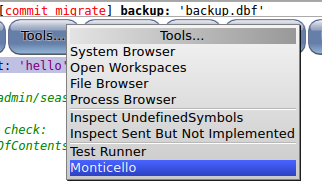 [commit migrate] backup: 'backup.dbf'
Tools... Tools...
System Browser
t: 'hello' Open Workspaces
File Browser
admin/seas Process Browser
Inspect UndefinedSymbols
check: Inspect Sent But Not Implemented
OfContents Test Runner
Monticello